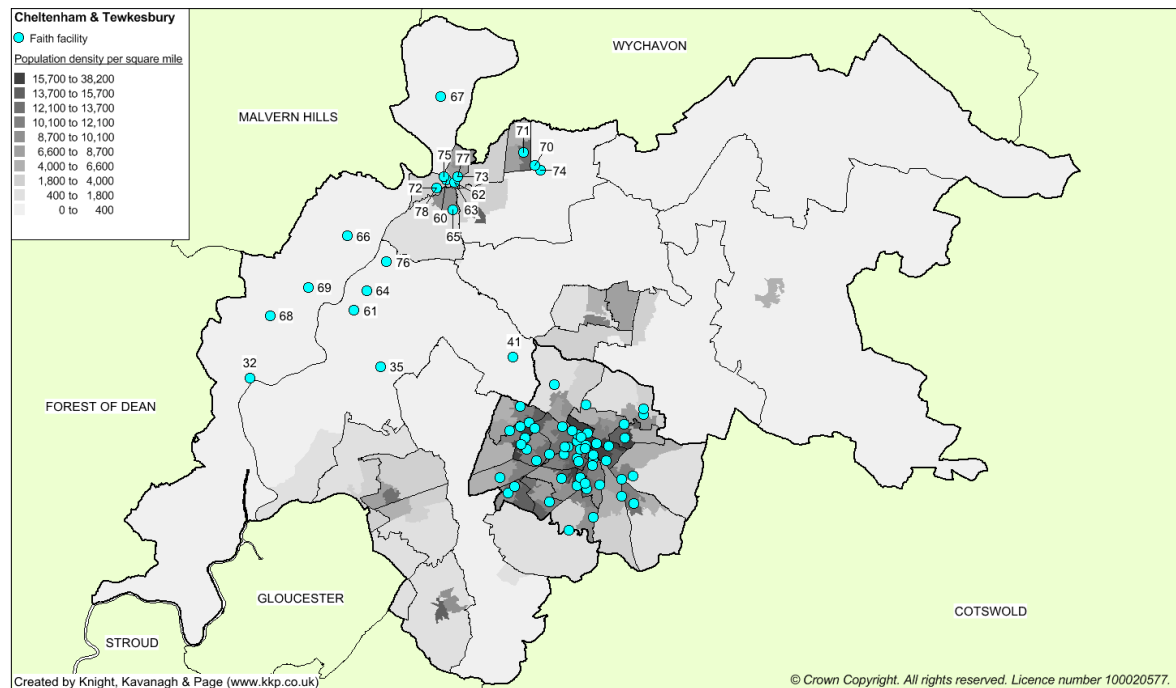 Cheltenham & Tewkesbury
Faith facility
Population density per square mile
15,700 to 38,200
13,700 to 15,700
12,100 to 13,700
10,100 to 12,100
8,700 to 10,100
6,600 to 8,700
4,000 to 6,600
1,800 to 4,000
400 to 1,800
0 to 400
WYCHAVON
67
MALVERN HILLS
71
70
75
77
74
73
72
62
78
60
63
65
66
76
69
64
61
68
41
35
32
FOREST OF DEAN
GLOUCESTER
COTSWOLD
STROUD
Created by Knight, Kavanagh & Page (www.kkp.co.uk)
© Crown Copyright. All rights reserved. Licence number 100020577.